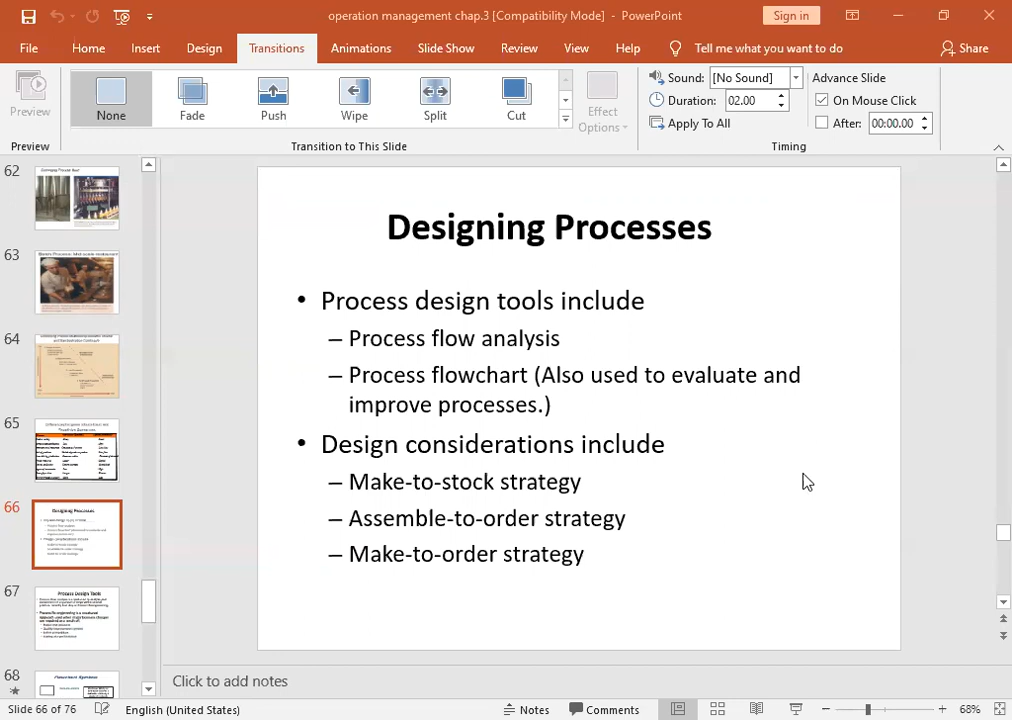 operation management chap.3 [Compatibility Mode] - PowerPoint
Sign in
File Home Insert Design Transitions Animations Slide Show Review View Help Tell me what you want to do Share
Preview
None Fade Push Wipe Split Cut
Effect Options
Sound: [No Sound]
Duration: 02.00
Apply To All
Advance Slide
On Mouse Click
After: 00:00.00
Preview Transition to This Slide Timing
62
63
64
65
66
Designing Processes
67
Process Design Tools
68
Designing Processes
• Process design tools include
– Process flow analysis
– Process flowchart (Also used to evaluate and
improve processes.)
• Design considerations include
– Make-to-stock strategy
– Assemble-to-order strategy
– Make-to-order strategy
Click to add notes
Slide 66 of 76 English (United States) Notes Comments 68%